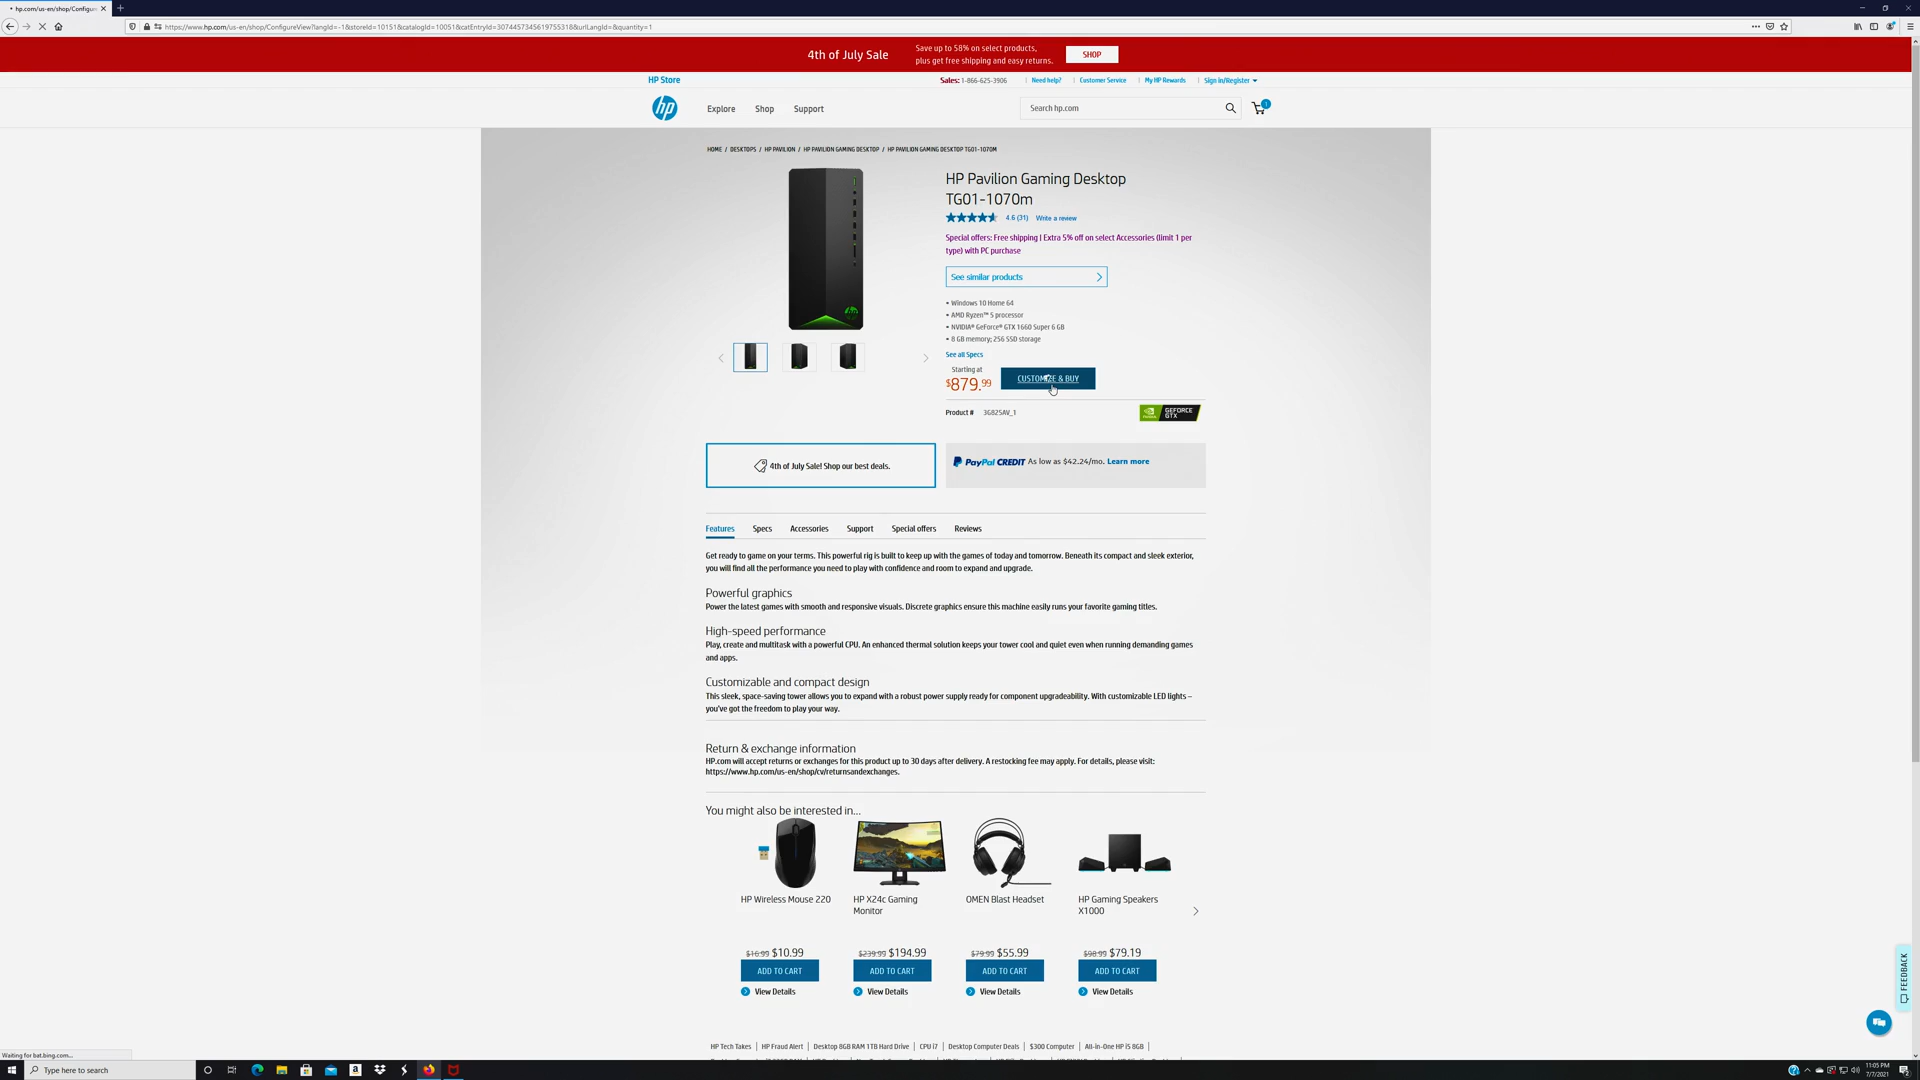 hp.com/us-en/shop/Configure
https://www.hp.com/us-en/shop/ConfigureView?langId=-1&storeId=10151&catalogId=10051&catEntryId=3074457345619755318&urlLangId=&quantity=1
4th of July Sale
Save up to 58% on select products,
plus get free shipping and easy returns.
SHOP
HP Store
Sales: 1-866-625-3906 | Need help? | Customer Service | My HP Rewards | Sign in/Register
hp Explore Shop Support Search hp.com 1
HOME / DESKTOPS / HP PAVILION / HP PAVILION GAMING DESKTOP / HP PAVILION GAMING DESKTOP TG01-1070M
HP Pavilion Gaming Desktop
TG01-1070m
4.6 (31) Write a review
Special offers: Free shipping | Extra 5% off on select Accessories (limit 1 per
type) with PC purchase
See similar products
• Windows 10 Home 64
• AMD Ryzen™ 5 processor
• NVIDIA® GeForce® GTX 1660 Super 6 GB
• 8 GB memory; 256 SSD storage
See all Specs
Starting at
$879.99
CUSTOMIZE & BUY
Product # 3G825AV_1
GEFORCE
GTX
4th of July Sale! Shop our best deals.
PayPal CREDIT As low as $42.24/mo. Learn more
Features Specs Accessories Support Special offers Reviews
Get ready to game on your terms. This powerful rig is built to keep up with the games of today and tomorrow. Beneath its compact and sleek exterior,
you will find all the performance you need to play with confidence and room to expand and upgrade.
Powerful graphics
Power the latest games with smooth and responsive visuals. Discrete graphics ensure this machine easily runs your favorite gaming titles.
High-speed performance
Play, create and multitask with a powerful CPU. An enhanced thermal solution keeps your tower cool and quiet even when running demanding games
and apps.
Customizable and compact design
This sleek, space-saving tower allows you to expand with a robust power supply ready for component upgradeability. With customizable LED lights –
you've got the freedom to play your way.
Return & exchange information
HP.com will accept returns or exchanges for this product up to 30 days after delivery. A restocking fee may apply. For details, please visit:
https://www.hp.com/us-en/shop/cv/returnsandexchanges.
You might also be interested in...
HP Wireless Mouse 220
HP X24c Gaming
Monitor
OMEN Blast Headset
HP Gaming Speakers
X1000
$16.99 $10.99
$239.99 $194.99
$79.99 $55.99
$98.99 $79.19
ADD TO CART ADD TO CART ADD TO CART ADD TO CART
View Details View Details View Details View Details
FEEDBACK
HP Tech Takes | HP Fraud Alert | Desktop 8GB RAM 1TB Hard Drive | CPU i7 | Desktop Computer Deals | $300 Computer | All-in-One HP i5 8GB |
Waiting for bat.bing.com...
Type here to search
11:05 PM
7/7/2021